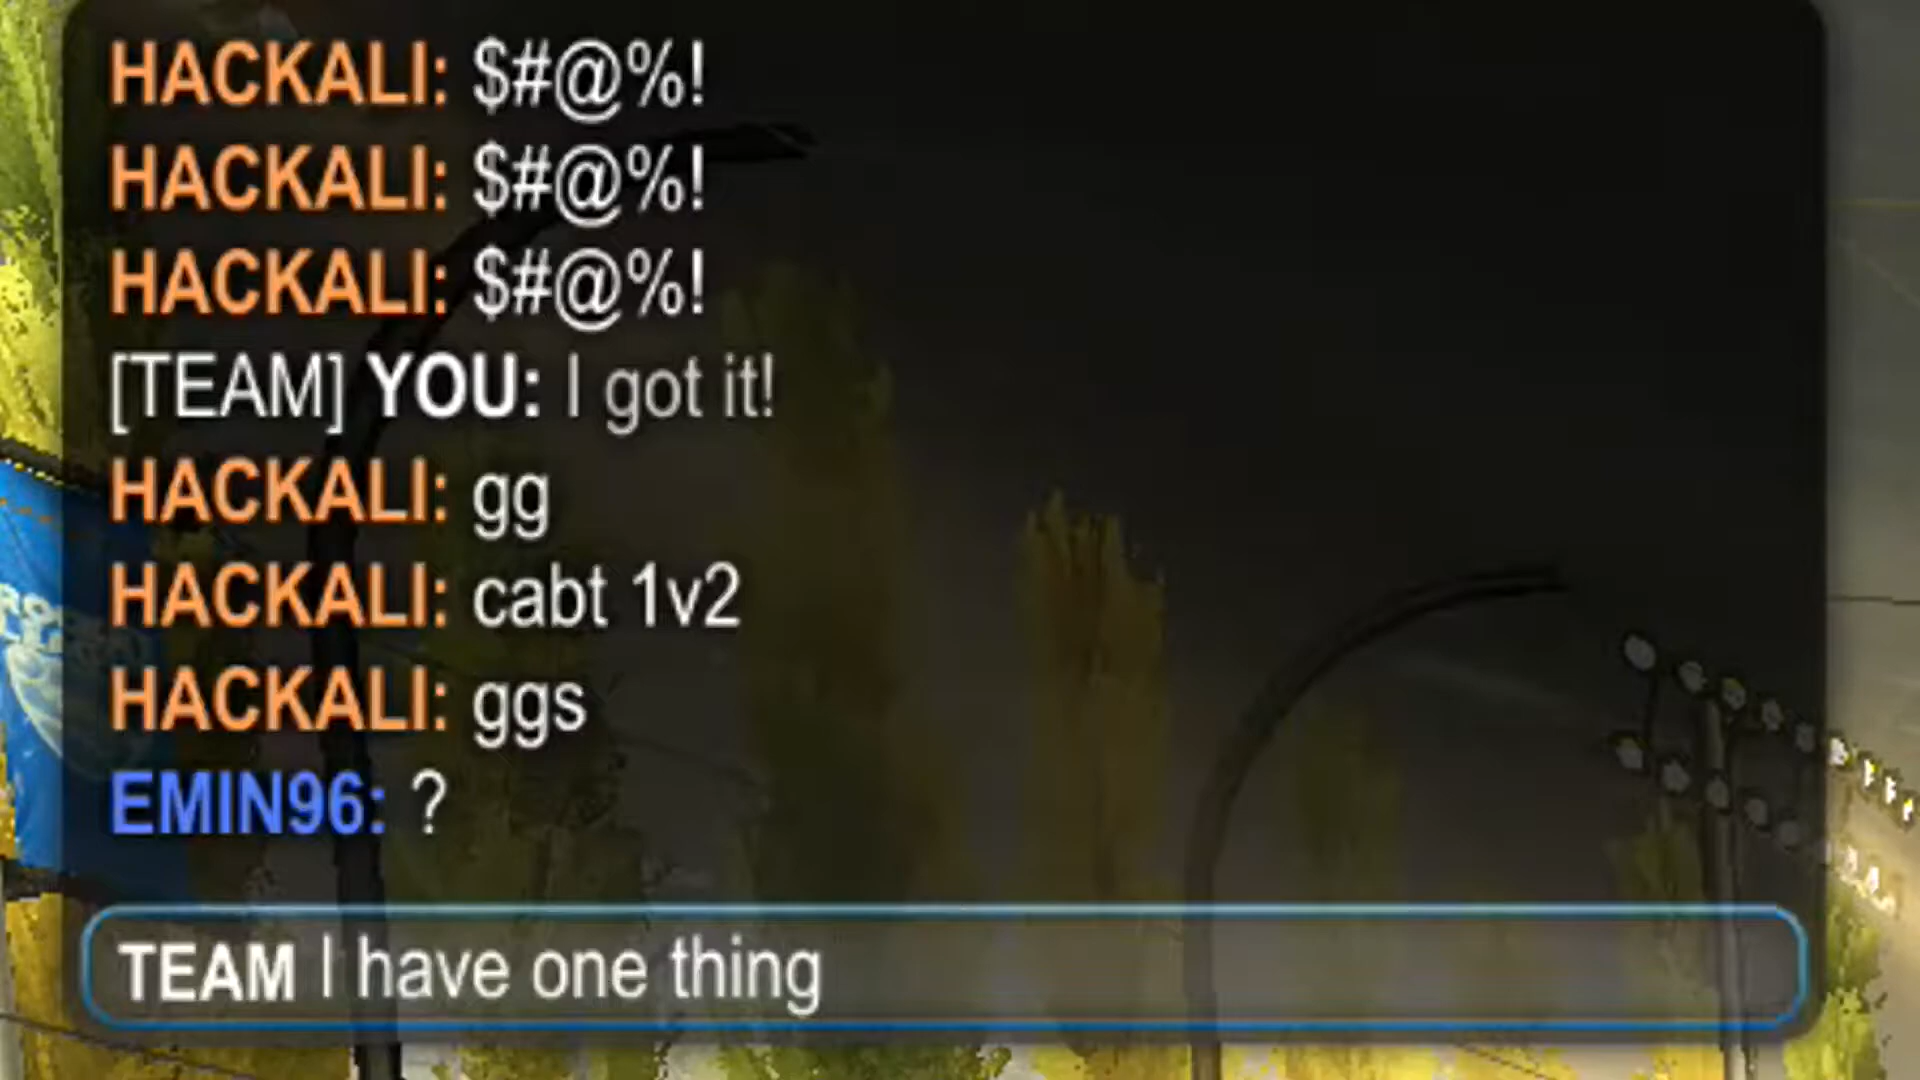 HACKALI: $#@%!
HACKALI: $#@%!
HACKALI: $#@%!
[TEAM] YOU: I got it!
HACKALI: gg
HACKALI: cabt 1v2
HACKALI: ggs
EMIN96: ?
TEAM I have one thing